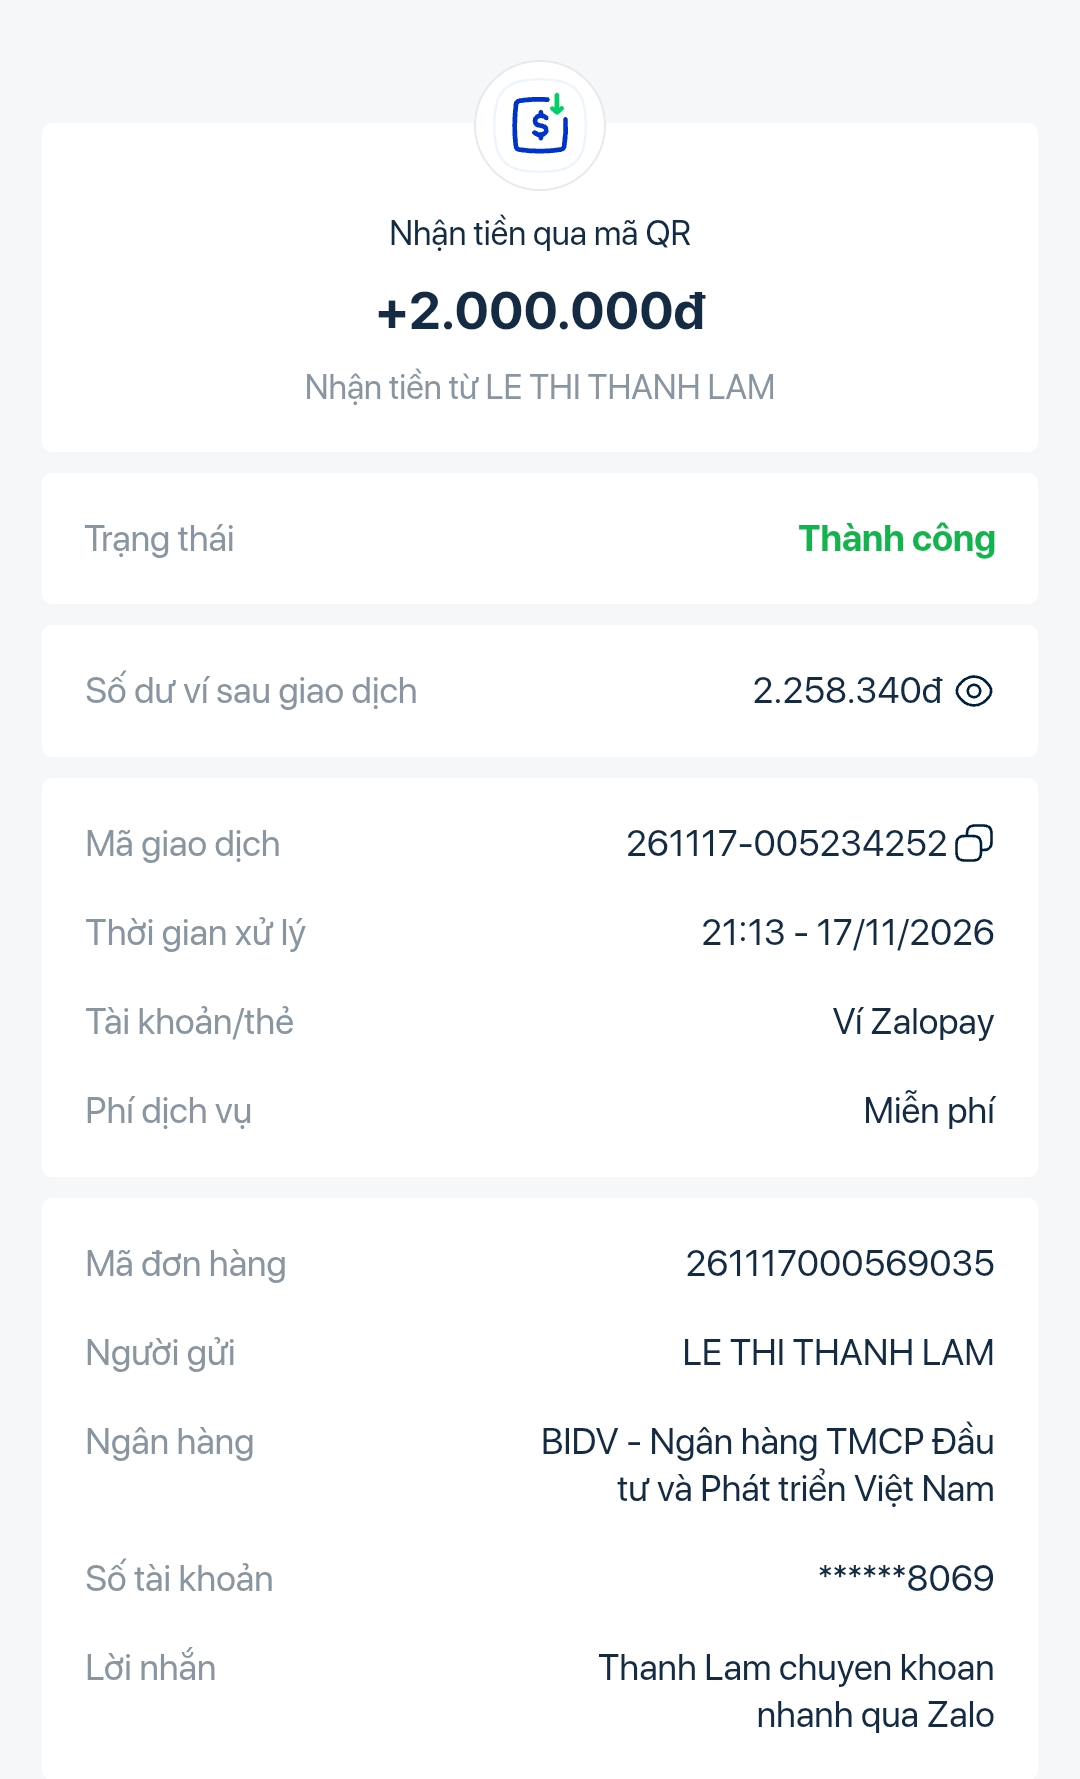 Nhận tiền qua mã QR
+2.000.000đ
Nhận tiền từ LE THI THANH LAM
Trạng thái Thành công
Số dư ví sau giao dịch 2.258.340đ
Mã giao dịch 261117-005234252
Thời gian xử lý 21:13 - 17/11/2026
Tài khoản/thẻ Ví Zalopay
Phí dịch vụ Miễn phí
Mã đơn hàng 261117000569035
Người gửi LE THI THANH LAM
Ngân hàng BIDV - Ngân hàng TMCP Đầu
tư và Phát triển Việt Nam
Số tài khoản ******8069
Lời nhắn Thanh Lam chuyen khoan
nhanh qua Zalo